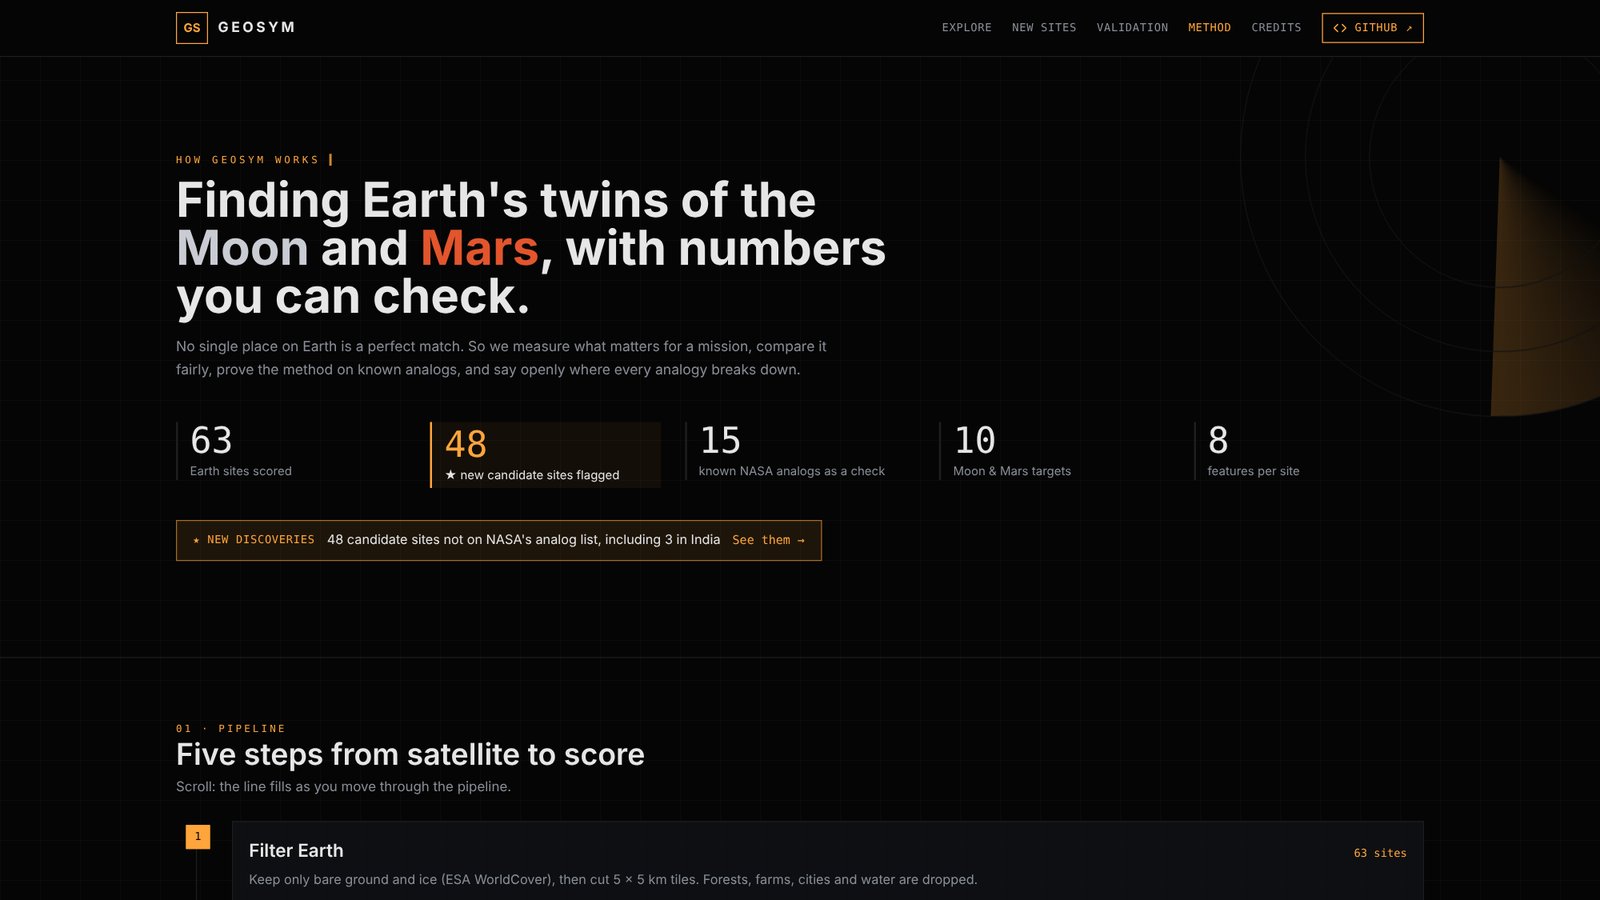 GS GEOSYM
EXPLORE NEW SITES VALIDATION METHOD CREDITS <> GITHUB ↗
HOW GEOSYM WORKS
Finding Earth's twins of the
Moon and Mars, with numbers
you can check.
No single place on Earth is a perfect match. So we measure what matters for a mission, compare it
fairly, prove the method on known analogs, and say openly where every analogy breaks down.
63
Earth sites scored
48
★ new candidate sites flagged
15
known NASA analogs as a check
10
Moon & Mars targets
8
features per site
★ NEW DISCOVERIES 48 candidate sites not on NASA's analog list, including 3 in India See them →
01 · PIPELINE
Five steps from satellite to score
Scroll: the line fills as you move through the pipeline.
1
Filter Earth
63 sites
Keep only bare ground and ice (ESA WorldCover), then cut 5 × 5 km tiles. Forests, farms, cities and water are dropped.